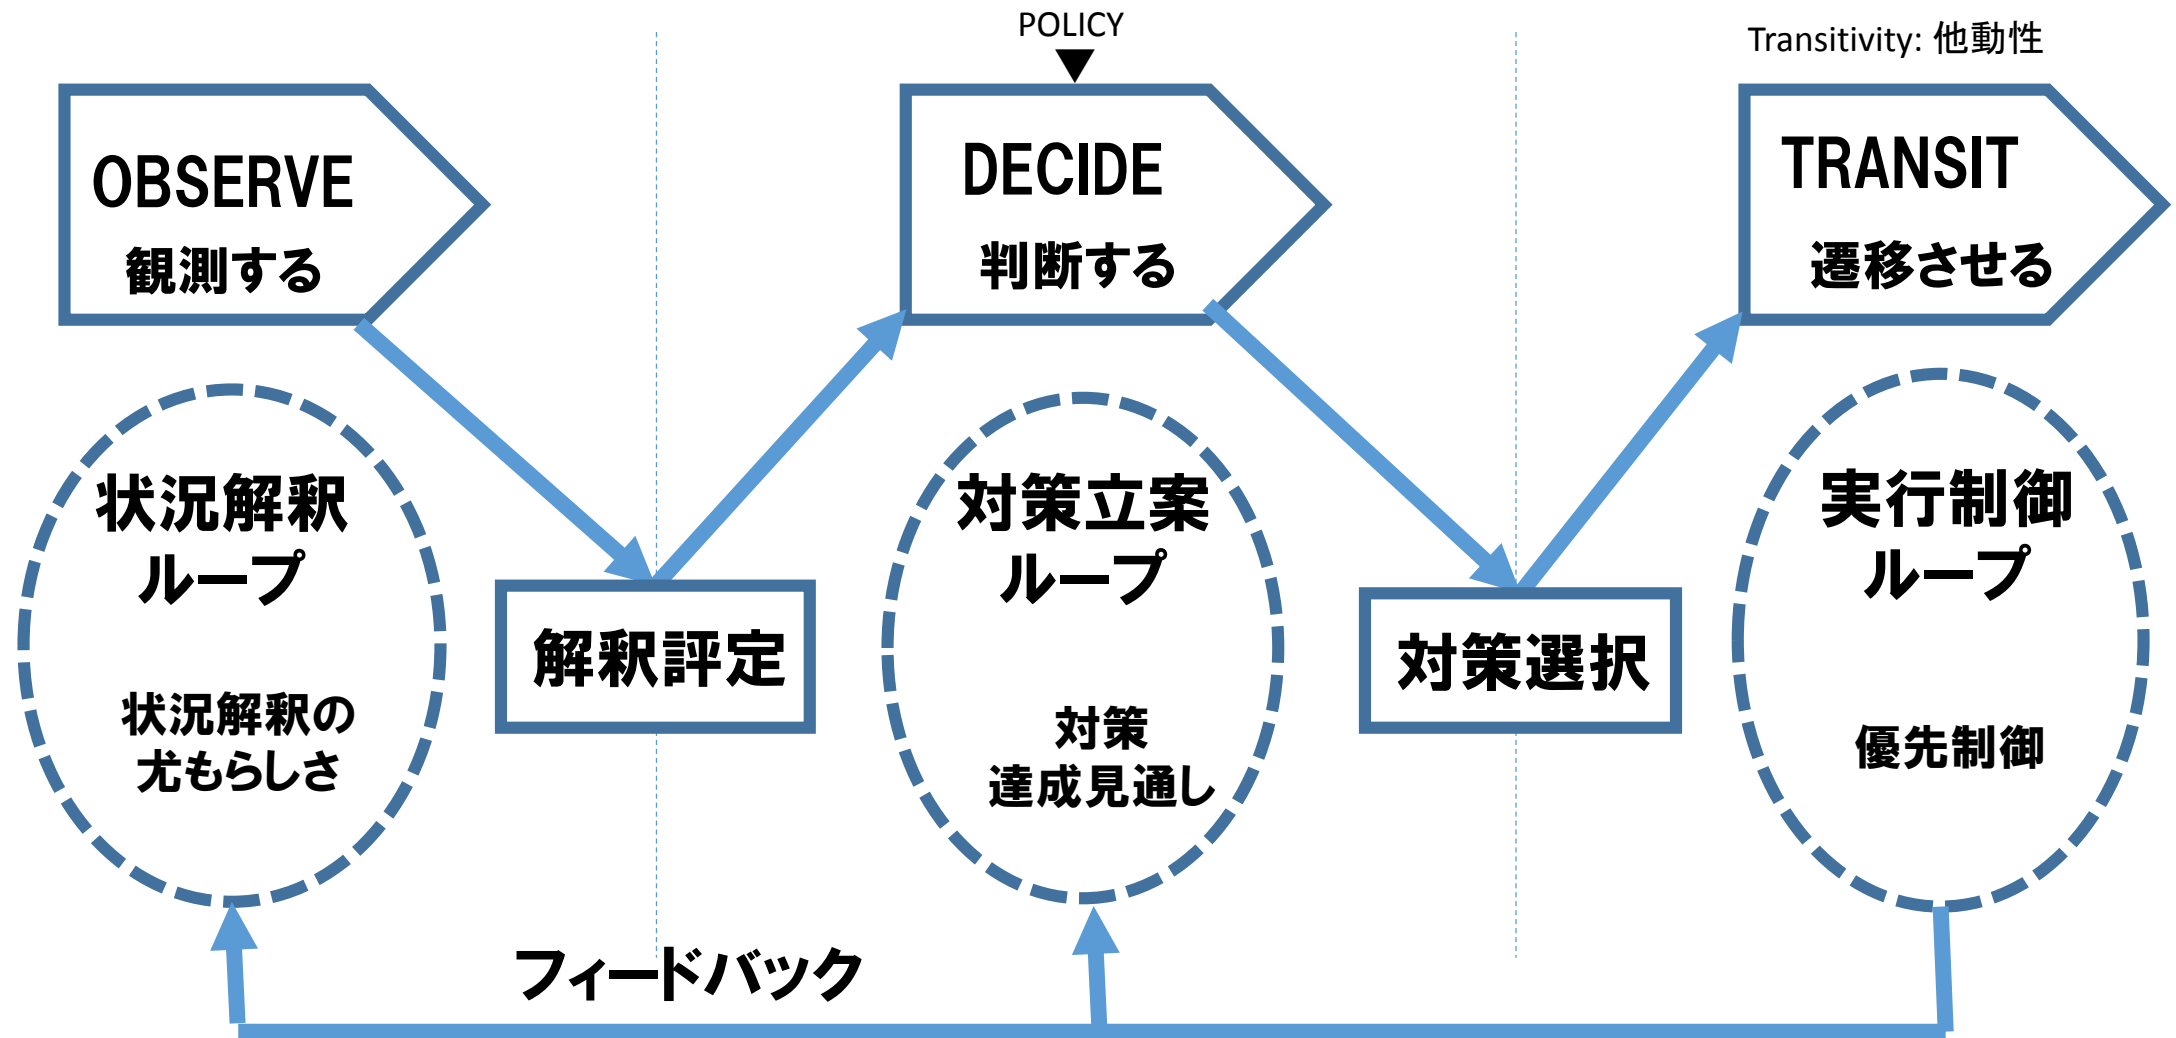 POLICY
Transitivity: 他動性
OBSERVE
観測する
DECIDE
判断する
TRANSIT
遷移させる
状況解釈
ループ
状況解釈の
尤もらしさ
解釈評定
対策立案
ループ
対策
達成見通し
対策選択
実行制御
ループ
優先制御
フィードバック